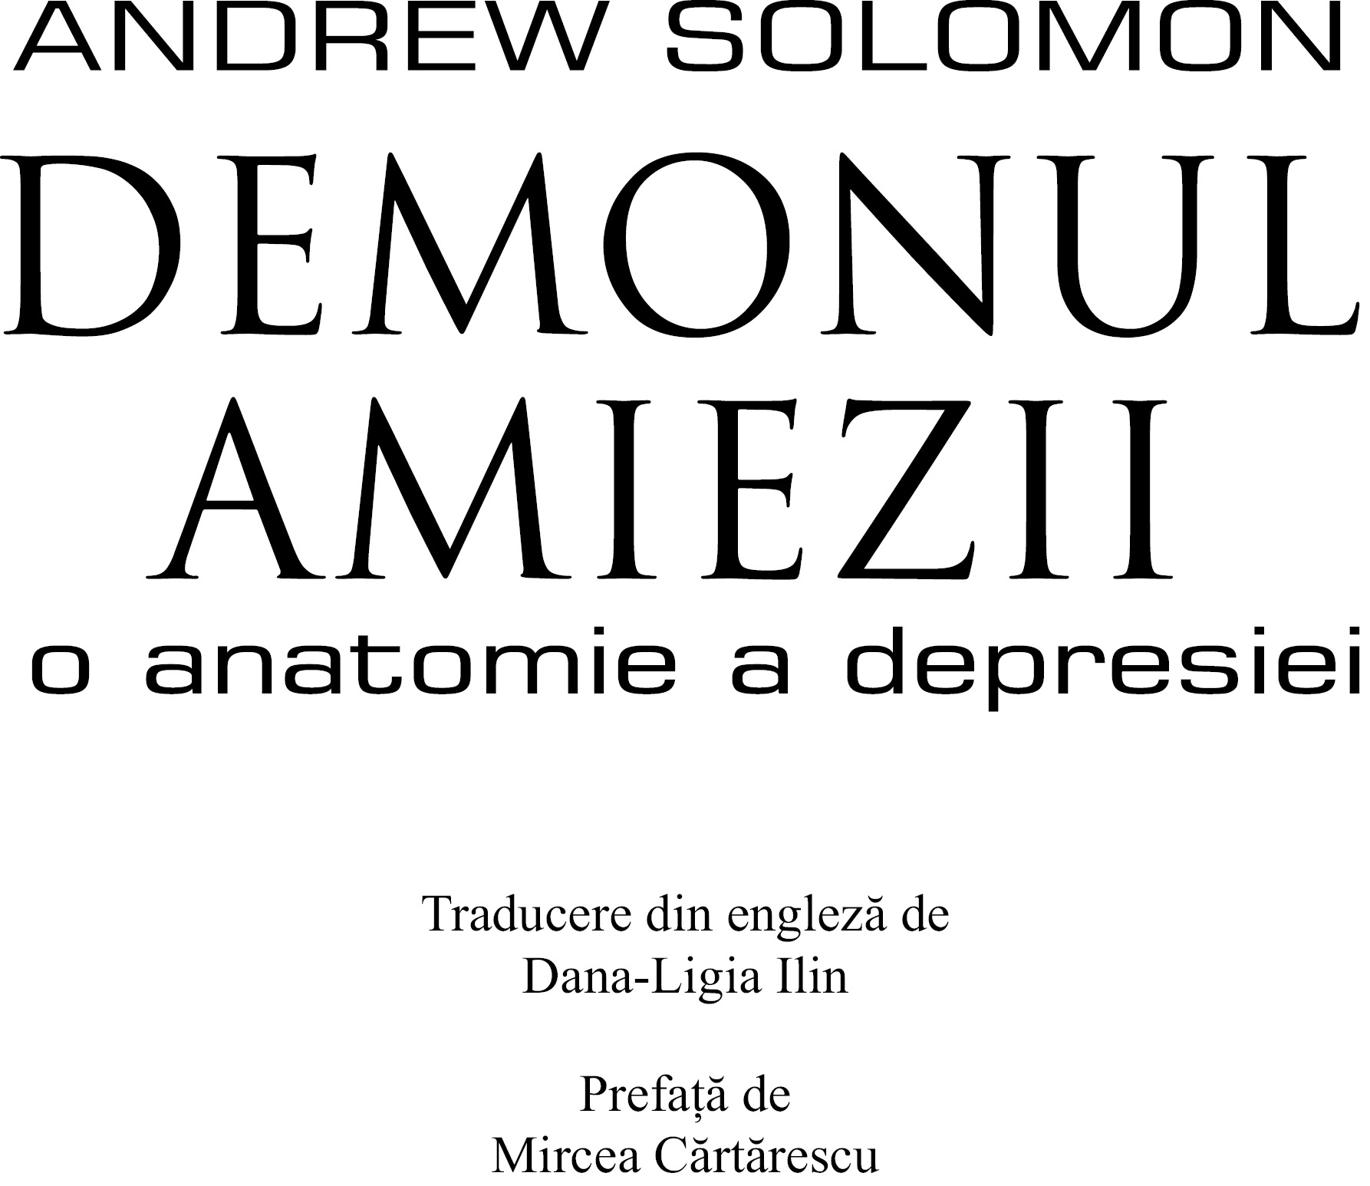 ANDREW SOLOMON
DEMONUL
AMIEZII
o anatomie a depresiei
Traducere din engleză de
Dana-Ligia Ilin
Prefață de
Mircea Cărtărescu